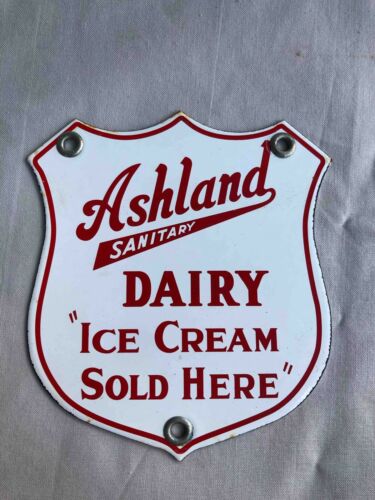 Ashland
SANITARY
DAIRY
"ICE CREAM
SOLD HERE"